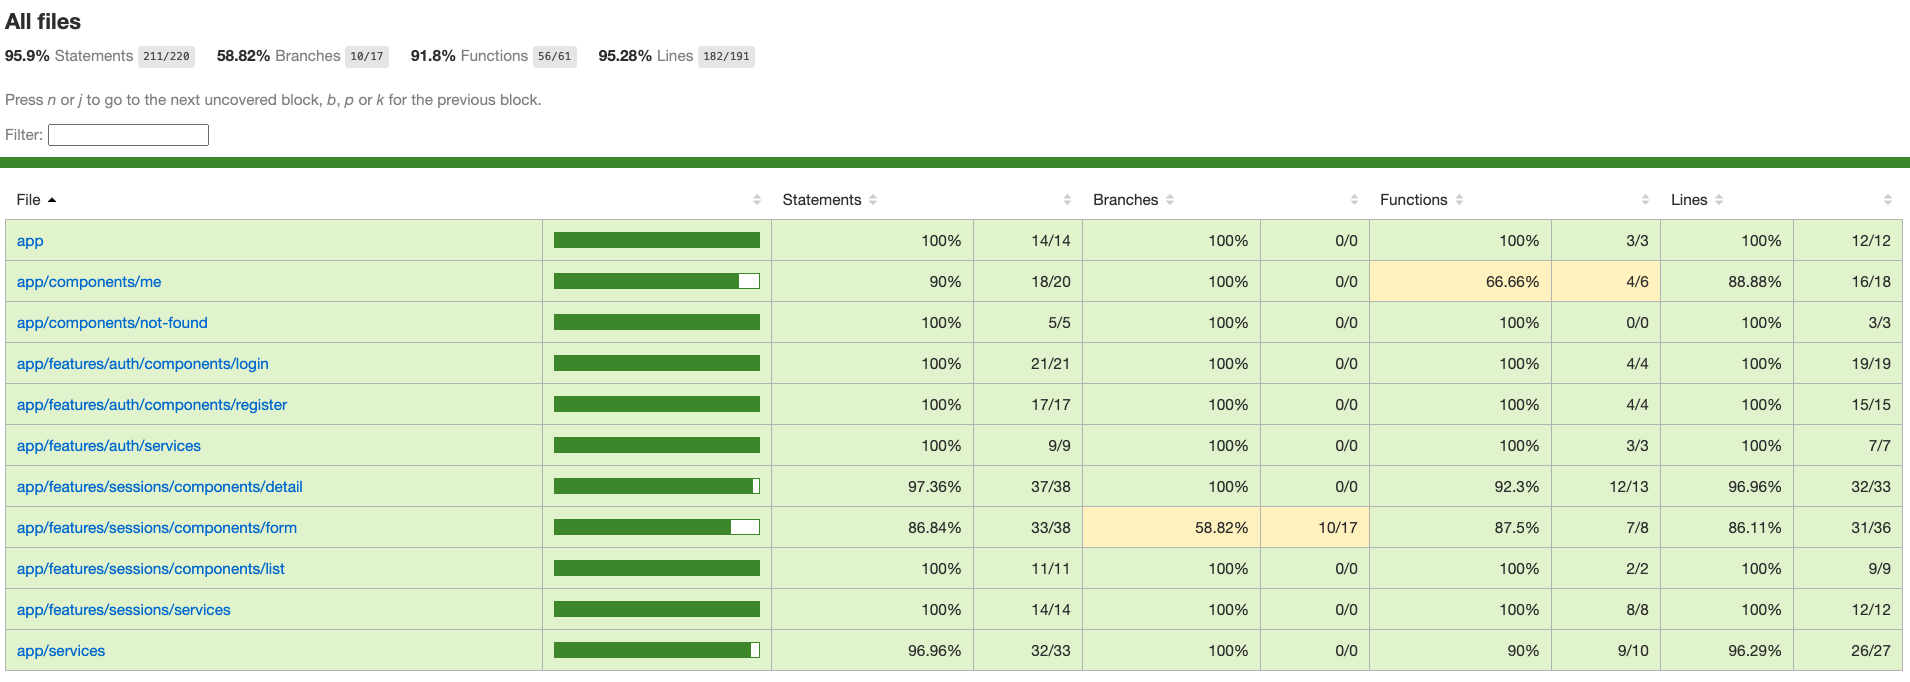 All files
95.9% Statements 211/220 58.82% Branches 10/17 91.8% Functions 56/61 95.28% Lines 182/191
Press n or j to go to the next uncovered block, b, p or k for the previous block.
Filter:
File Statements Branches Functions Lines
app 100% 14/14 100% 0/0 100% 3/3 100% 12/12
app/components/me 90% 18/20 100% 0/0 66.66% 4/6 88.88% 16/18
app/components/not-found 100% 5/5 100% 0/0 100% 0/0 100% 3/3
app/features/auth/components/login 100% 21/21 100% 0/0 100% 4/4 100% 19/19
app/features/auth/components/register 100% 17/17 100% 0/0 100% 4/4 100% 15/15
app/features/auth/services 100% 9/9 100% 0/0 100% 3/3 100% 7/7
app/features/sessions/components/detail 97.36% 37/38 100% 0/0 92.3% 12/13 96.96% 32/33
app/features/sessions/components/form 86.84% 33/38 58.82% 10/17 87.5% 7/8 86.11% 31/36
app/features/sessions/components/list 100% 11/11 100% 0/0 100% 2/2 100% 9/9
app/features/sessions/services 100% 14/14 100% 0/0 100% 8/8 100% 12/12
app/services 96.96% 32/33 100% 0/0 90% 9/10 96.29% 26/27